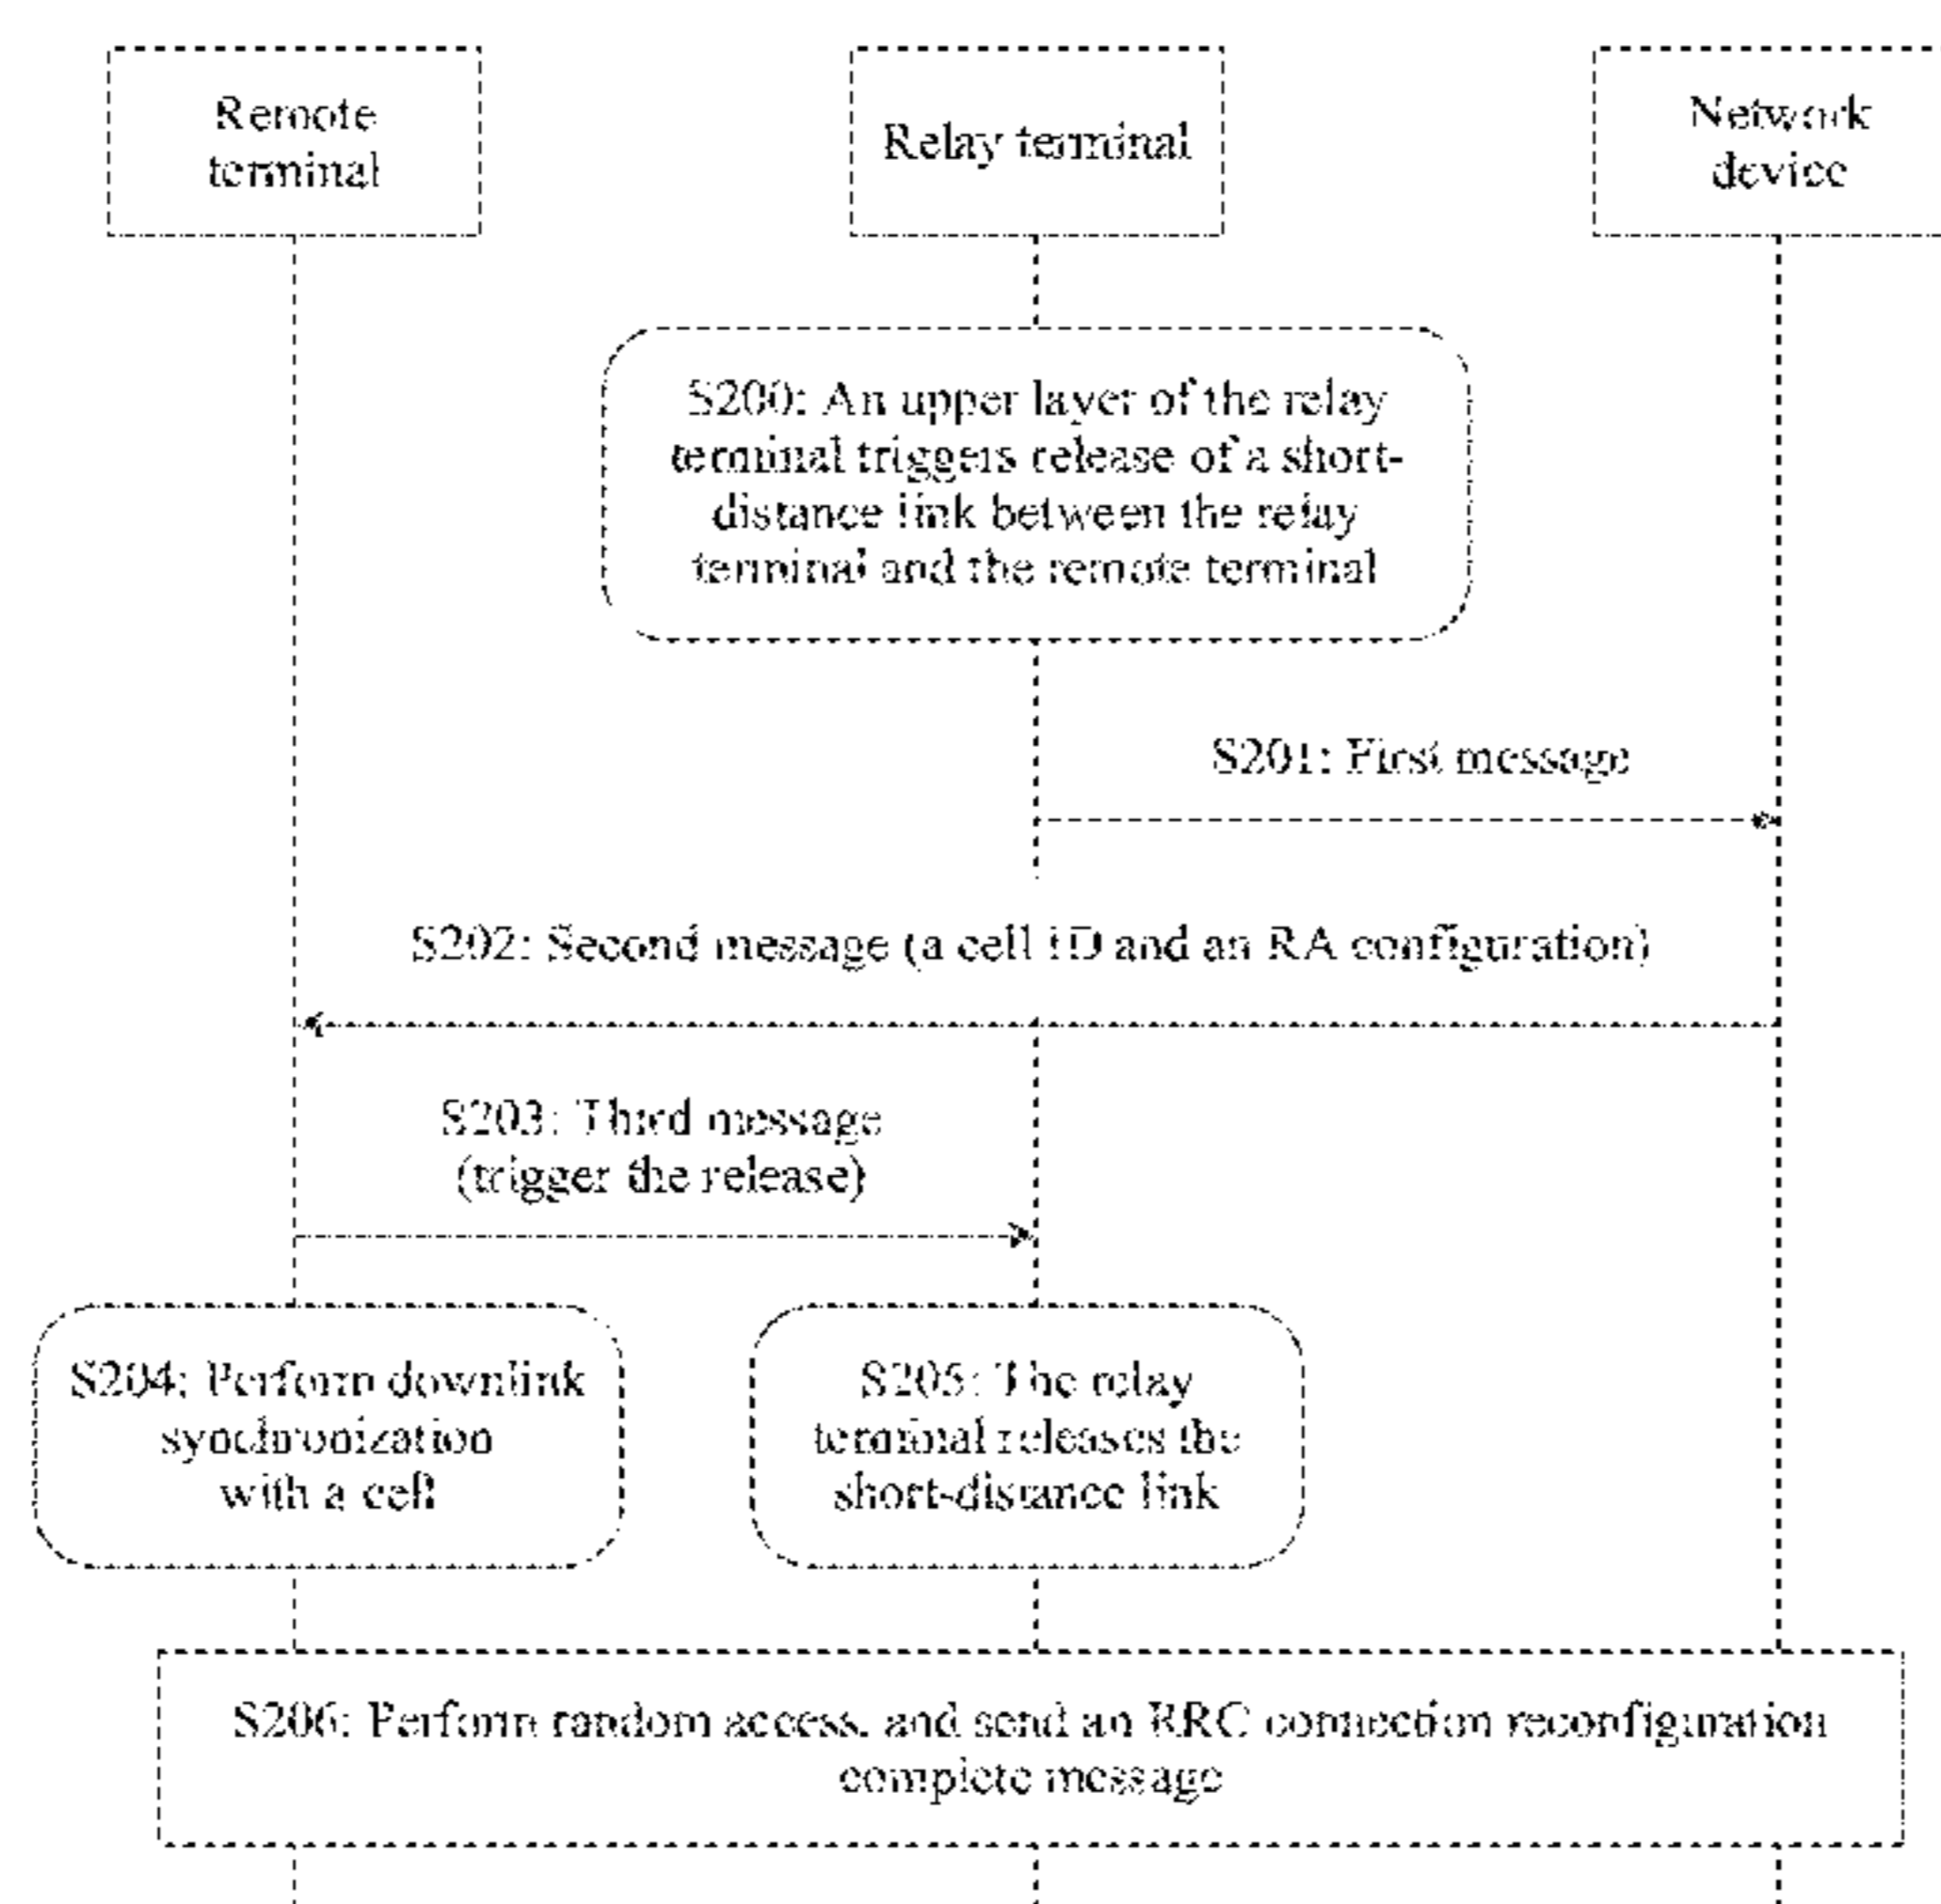 Remote
terminal
Relay terminal
Network
device
S200: An upper layer of the relay
terminal triggers release of a short-
distance link between the relay
terminal and the remote terminal
S201: First message
S202: Second message (a cell ID and an RA configuration)
S203: Third message
(trigger the release)
S204: Perform downlink
synchronization
with a cell
S205: The relay
terminal releases the
short-distance link
S206: Perform random access, and send an RRC connection reconfiguration
complete message